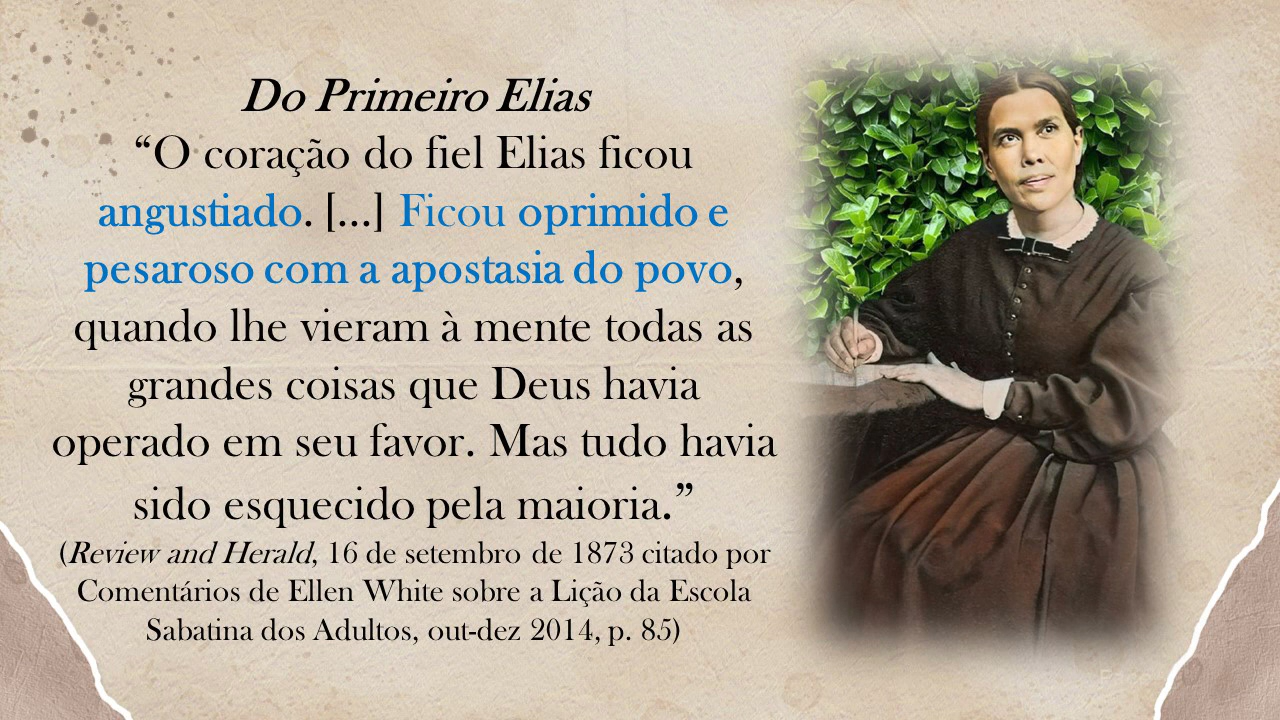 Do Primeiro Elias
“O coração do fiel Elias ficou
angustiado. [...] Ficou oprimido e
pesaroso com a apostasia do povo,
quando lhe vieram à mente todas as
grandes coisas que Deus havia
operado em seu favor. Mas tudo havia
sido esquecido pela maioria.”
(Review and Herald, 16 de setembro de 1873 citado por
Comentários de Ellen White sobre a Lição da Escola
Sabatina dos Adultos, out-dez 2014, p. 85)